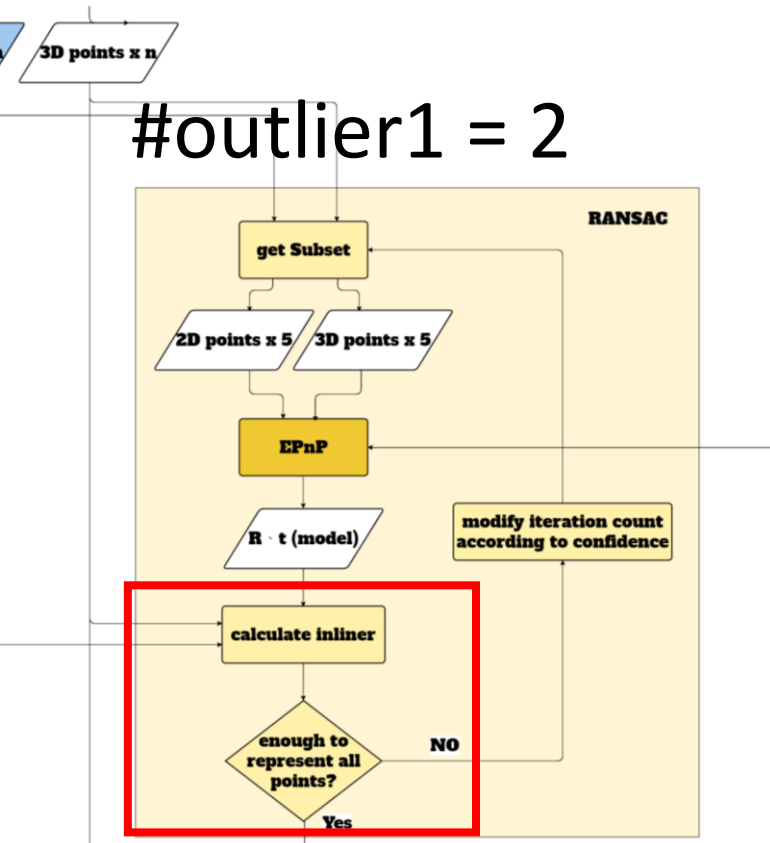 3D points x n
#outlier1 = 2
RANSAC
get Subset
2D points x 5
3D points x 5
EPnP
R、t (model)
modify iteration count
according to confidence
calculate inliner
enough to
represent all
points?
NO
Yes